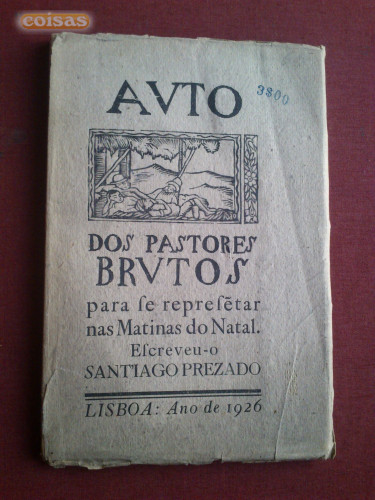 coisas
AVTO
3$00
DOS PASTORES
BRVTOS
para ſe repreſẽtar
nas Matinas do Natal.
Eſcreveu-o
SANTIAGO PREZADO
LISBOA: Ano de 1926